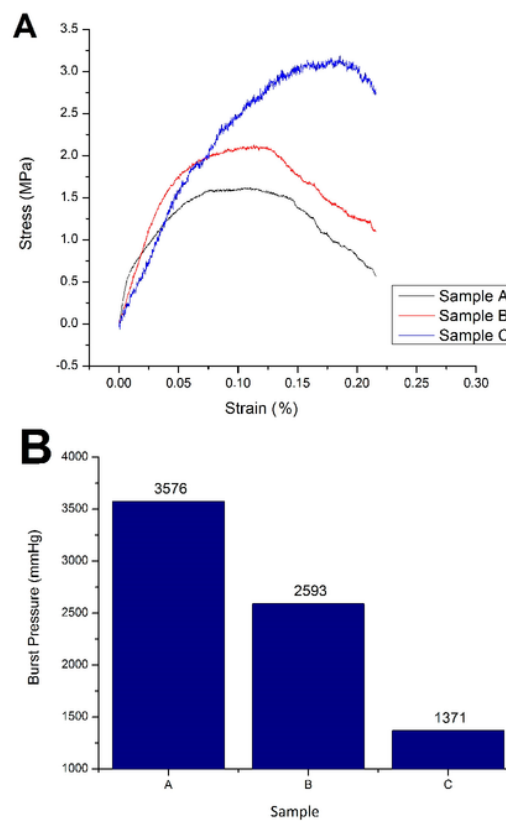 A
3.5
3.0
2.5
2.0
1.5
1.0
0.5
0.0
-0.5
Stress (MPa)
Sample A
Sample B
Sample C
0.00 0.05 0.10 0.15 0.20 0.25 0.30
Strain (%)
B
4000
3500
3000
2500
2000
1500
1000
Burst Pressure (mmHg)
3576
2593
1371
A B C
Sample